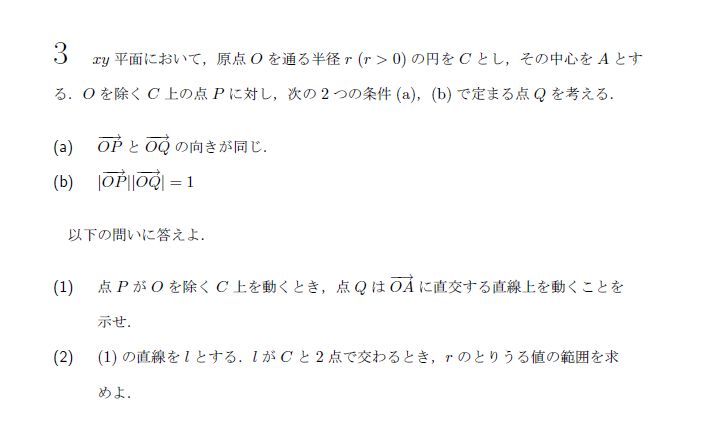 3 xy 平面において，原点 O を通る半径 r (r > 0) の円を C とし，その中心を A とす
る．O を除く C 上の点 P に対し，次の 2 つの条件 (a)，(b) で定まる点 Q を考える．
(a) $\overrightarrow{OP}$ と $\overrightarrow{OQ}$ の向きが同じ．
(b) $|\overrightarrow{OP}||\overrightarrow{OQ}| = 1$
以下の問いに答えよ．
(1) 点 P が O を除く C 上を動くとき，点 Q は $\overrightarrow{OA}$ に直交する直線上を動くことを
示せ．
(2) (1) の直線を l とする．l が C と 2 点で交わるとき，r のとりうる値の範囲を求
めよ．